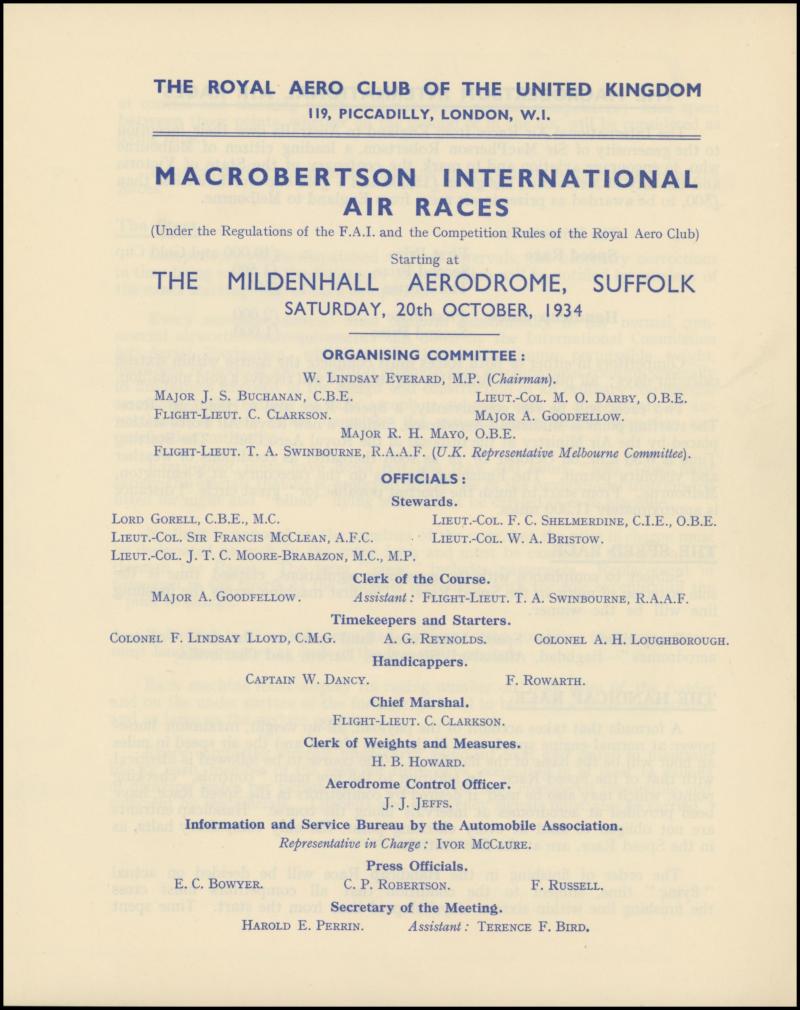 THE ROYAL AERO CLUB OF THE UNITED KINGDOM
119, PICCADILLY, LONDON, W.1.
MACROBERTSON INTERNATIONAL
AIR RACES
(Under the Regulations of the F.A.I. and the Competition Rules of the Royal Aero Club)
Starting at
THE MILDENHALL AERODROME, SUFFOLK
SATURDAY, 20th OCTOBER, 1934
ORGANISING COMMITTEE :
W. LINDSAY EVERARD, M.P. (Chairman).
MAJOR J. S. BUCHANAN, C.B.E. LIEUT.-COL. M. O. DARBY, O.B.E.
FLIGHT-LIEUT. C. CLARKSON. MAJOR A. GOODFELLOW.
MAJOR R. H. MAYO, O.B.E.
FLIGHT-LIEUT. T. A. SWINBOURNE, R.A.A.F. (U.K. Representative Melbourne Committee).
OFFICIALS :
Stewards.
LORD GORELL, C.B.E., M.C. LIEUT.-COL. F. C. SHELMERDINE, C.I.E., O.B.E.
LIEUT.-COL. SIR FRANCIS MCCLEAN, A.F.C. LIEUT.-COL. W. A. BRISTOW.
LIEUT.-COL. J. T. C. MOORE-BRABAZON, M.C., M.P.
Clerk of the Course.
MAJOR A. GOODFELLOW. Assistant : FLIGHT-LIEUT. T. A. SWINBOURNE, R.A.A.F.
Timekeepers and Starters.
COLONEL F. LINDSAY LLOYD, C.M.G. A. G. REYNOLDS. COLONEL A. H. LOUGHBOROUGH.
Handicappers.
CAPTAIN W. DANCY. F. ROWARTH.
Chief Marshal.
FLIGHT-LIEUT. C. CLARKSON.
Clerk of Weights and Measures.
H. B. HOWARD.
Aerodrome Control Officer.
J. J. JEFFS.
Information and Service Bureau by the Automobile Association.
Representative in Charge : IVOR MCCLURE.
Press Officials.
E. C. BOWYER. C. P. ROBERTSON. F. RUSSELL.
Secretary of the Meeting.
HAROLD E. PERRIN. Assistant : TERENCE F. BIRD.